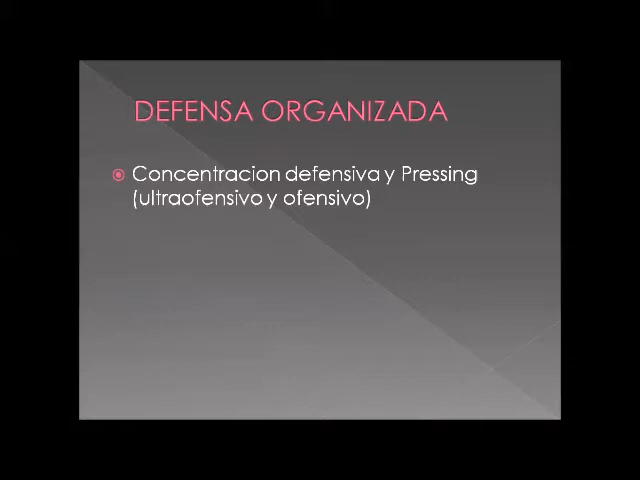 DEFENSA ORGANIZADA
Concentracion defensiva y Pressing
(ultraofensivo y ofensivo)